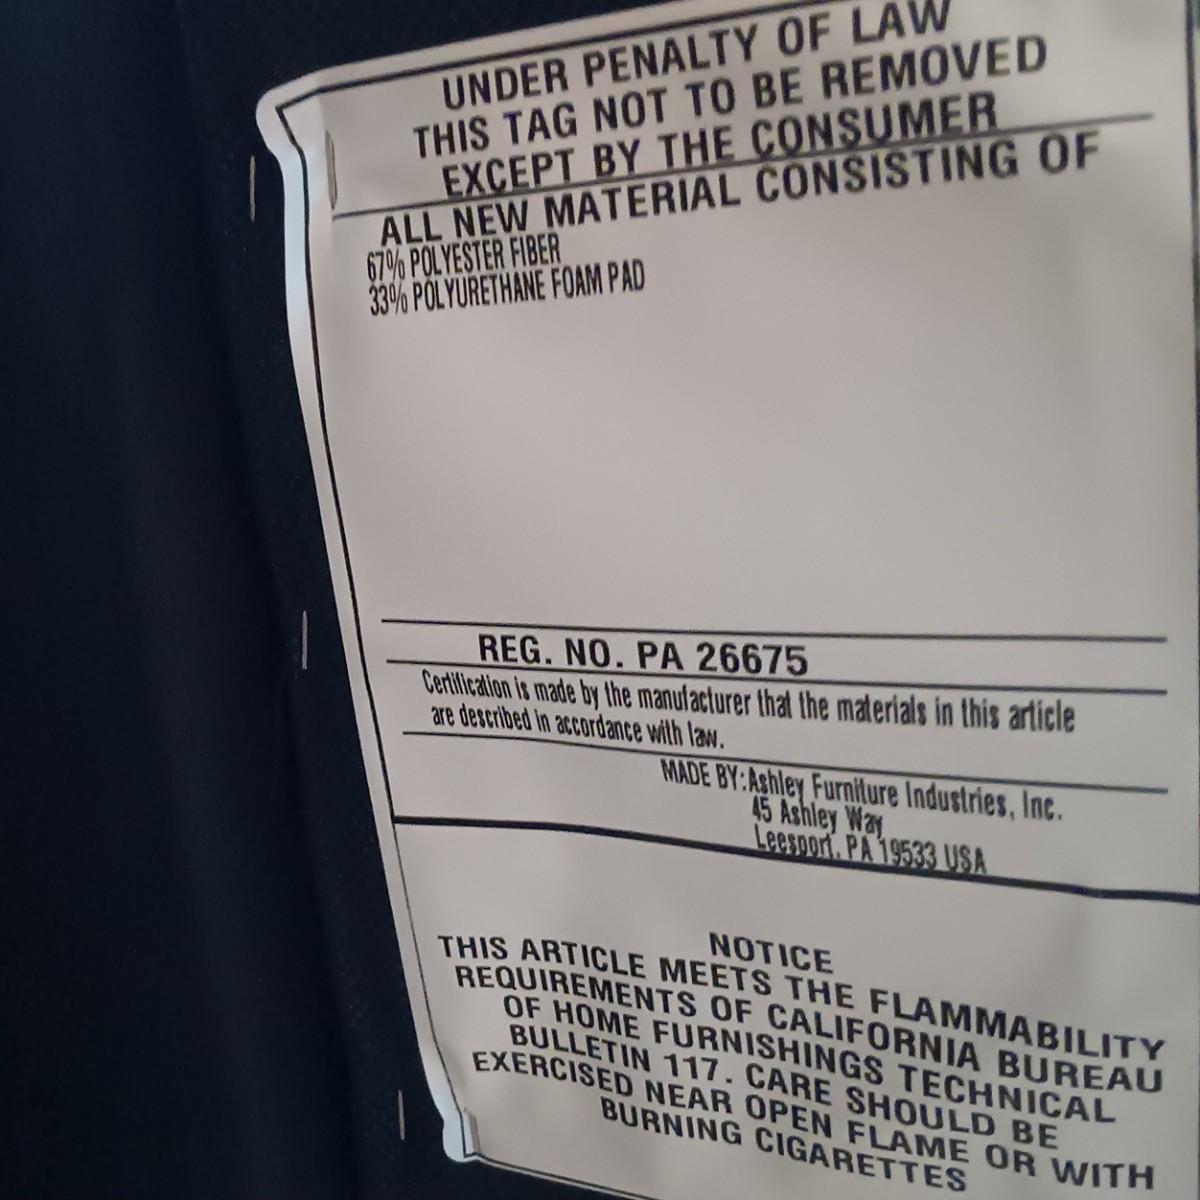 UNDER PENALTY OF LAW
THIS TAG NOT TO BE REMOVED
EXCEPT BY THE CONSUMER
ALL NEW MATERIAL CONSISTING OF
67% POLYESTER FIBER
33% POLYURETHANE FOAM PAD
REG. NO. PA 26675
Certification is made by the manufacturer that the materials in this article
are described in accordance with law.
MADE BY: Ashley Furniture Industries, Inc.
45 Ashley Way
Leesport, PA 19533 USA
NOTICE
THIS ARTICLE MEETS THE FLAMMABILITY
REQUIREMENTS OF CALIFORNIA BUREAU
OF HOME FURNISHINGS TECHNICAL
BULLETIN 117. CARE SHOULD BE
EXERCISED NEAR OPEN FLAME OR WITH
BURNING CIGARETTES